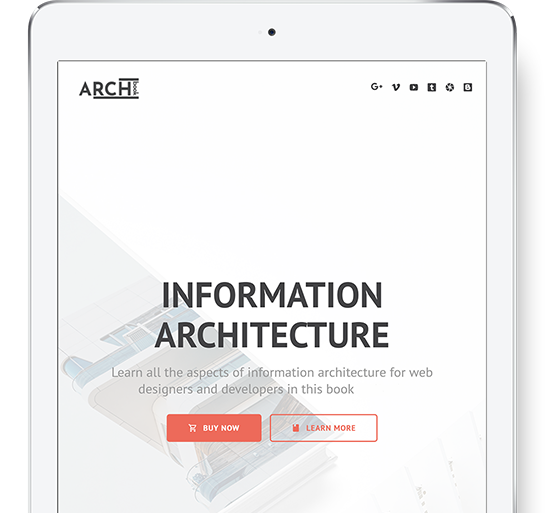 ARCH book
INFORMATION
ARCHITECTURE
Learn all the aspects of information architecture for web
designers and developers in this book
BUY NOW
LEARN MORE